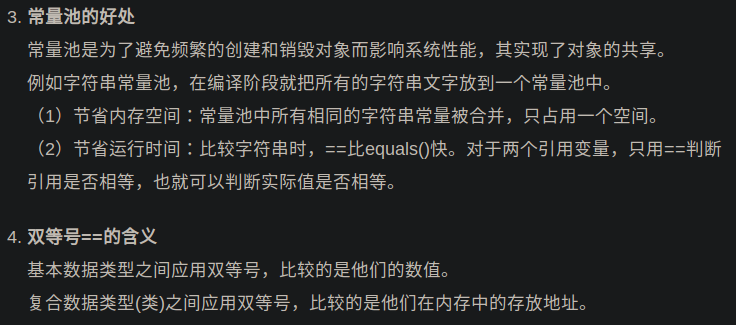 3. 常量池的好处
常量池是为了避免频繁的创建和销毁对象而影响系统性能，其实现了对象的共享。
例如字符串常量池，在编译阶段就把所有的字符串文字放到一个常量池中。
（1）节省内存空间：常量池中所有相同的字符串常量被合并，只占用一个空间。
（2）节省运行时间：比较字符串时，==比equals()快。对于两个引用变量，只用==判断
引用是否相等，也就可以判断实际值是否相等。
4. 双等号==的含义
基本数据类型之间应用双等号，比较的是他们的数值。
复合数据类型(类)之间应用双等号，比较的是他们在内存中的存放地址。